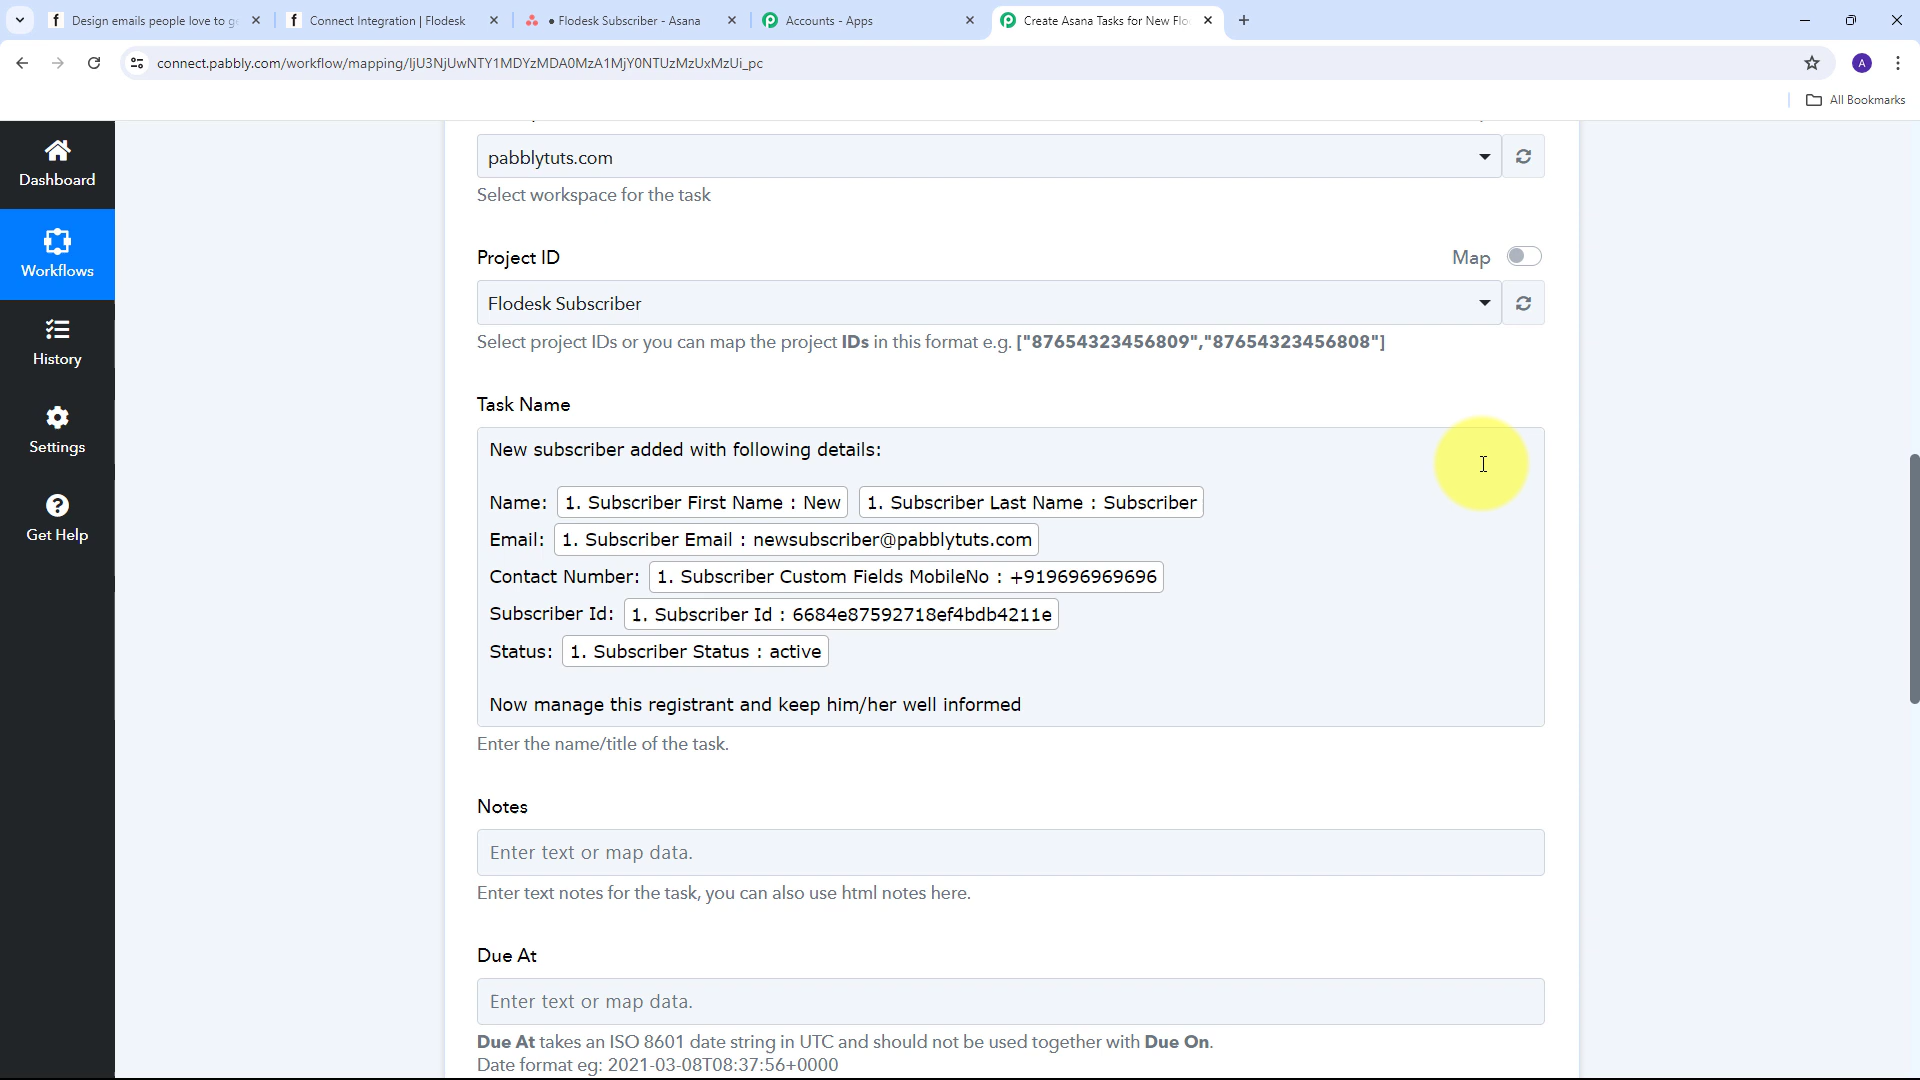 Design emails people love to g
Connect Integration | Flodesk
● Flodesk Subscriber - Asana
Accounts - Apps
Create Asana Tasks for New Flo
connect.pabbly.com/workflow/mapping/IjU3NjUwNTY1MDYzMDA0MzA1MjY0NTUzMzUxMzUi_pc
A
All Bookmarks
Dashboard
Workflows
History
Settings
Get Help
pabblytuts.com
Select workspace for the task
Project ID
Map
Flodesk Subscriber
Select project IDs or you can map the project IDs in this format e.g. ["87654323456809","87654323456808"]
Task Name
New subscriber added with following details:
Name: 1. Subscriber First Name : New 1. Subscriber Last Name : Subscriber
Email: 1. Subscriber Email : newsubscriber@pabblytuts.com
Contact Number: 1. Subscriber Custom Fields MobileNo : +919696969696
Subscriber Id: 1. Subscriber Id : 6684e87592718ef4bdb4211e
Status: 1. Subscriber Status : active
Now manage this registrant and keep him/her well informed
Enter the name/title of the task.
Notes
Enter text or map data.
Enter text notes for the task, you can also use html notes here.
Due At
Enter text or map data.
Due At takes an ISO 8601 date string in UTC and should not be used together with Due On.
Date format eg: 2021-03-08T08:37:56+0000